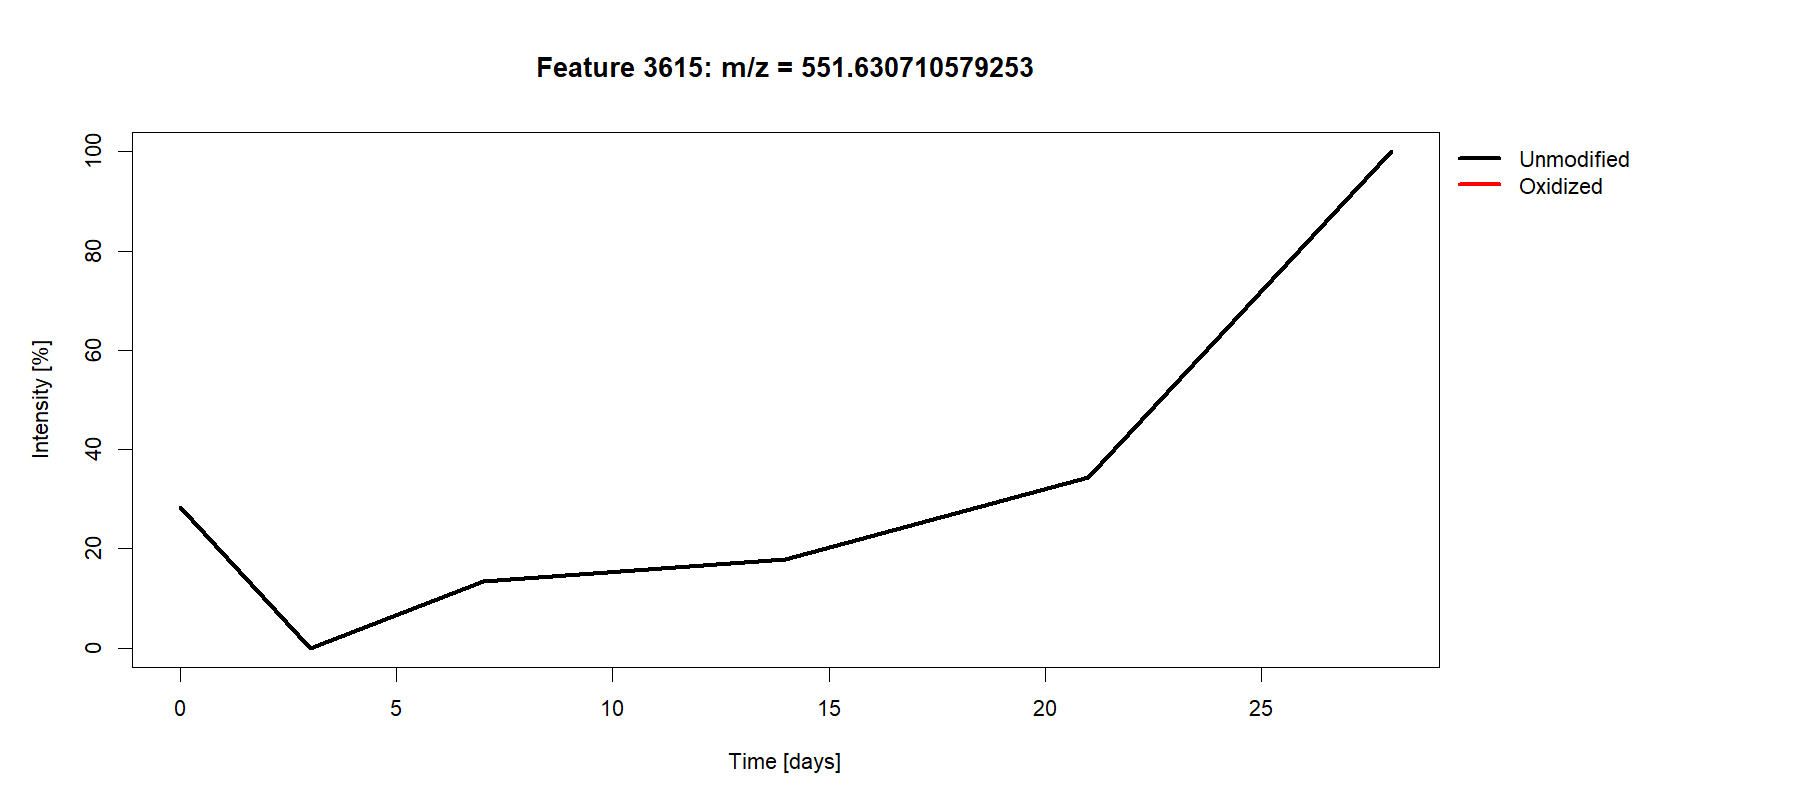 Feature 3615: m/z = 551.630710579253
Unmodified
Oxidized
Intensity [%]
100
80
60
40
20
0
0 5 10 15 20 25
Time [days]